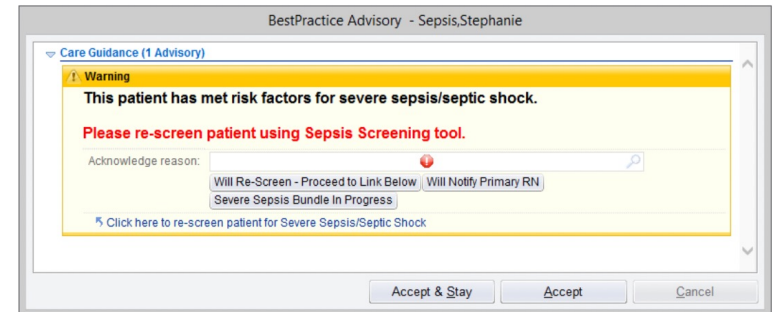 BestPractice Advisory - Sepsis,Stephanie
Care Guidance (1 Advisory)
Warning
This patient has met risk factors for severe sepsis/septic shock.
Please re-screen patient using Sepsis Screening tool.
Acknowledge reason:
Will Re-Screen - Proceed to Link Below Will Notify Primary RN
Severe Sepsis Bundle In Progress
Click here to re-screen patient for Severe Sepsis/Septic Shock
Accept & Stay Accept Cancel